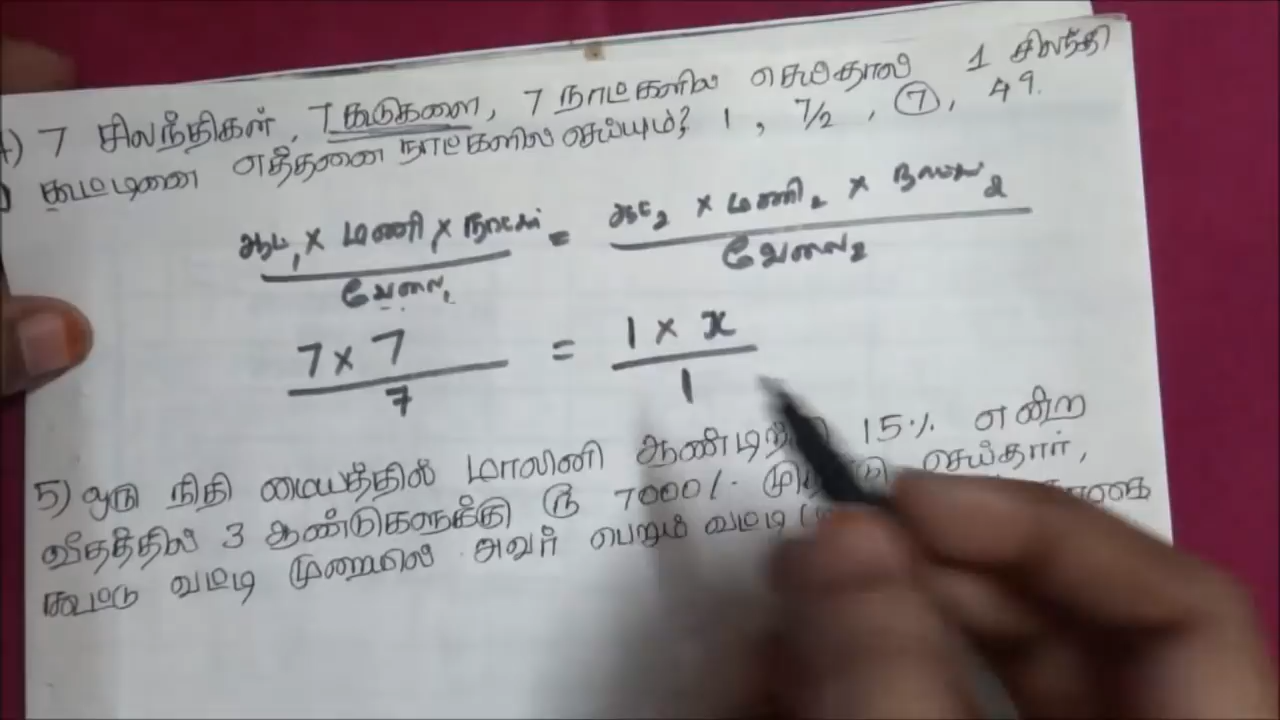 4) 7 சிலந்திகள், 7 கூடுகளை, 7 நாட்களில் செய்தால் 1 சிலந்தி
கூட்டினை எத்தனை நாட்களில் செய்யும்? 1, 7/2, 7, 49.
ஆட்1 × மணி1 × நாட்கள்1 = ஆட்2 × மணி2 × நாட்கள்2
வேலை1 வேலை2
7 × 7 = 1 × x
7 1
5) ஒரு நிதி மையத்தில் மாலினி ஆண்டிற்கு 15% என்ற
வீதத்தில் 3 ஆண்டுகளுக்கு ரூ 7000/- செய்தார்,
கூட்டு வட்டி முறையில் அவர் பெறும் வட்டி